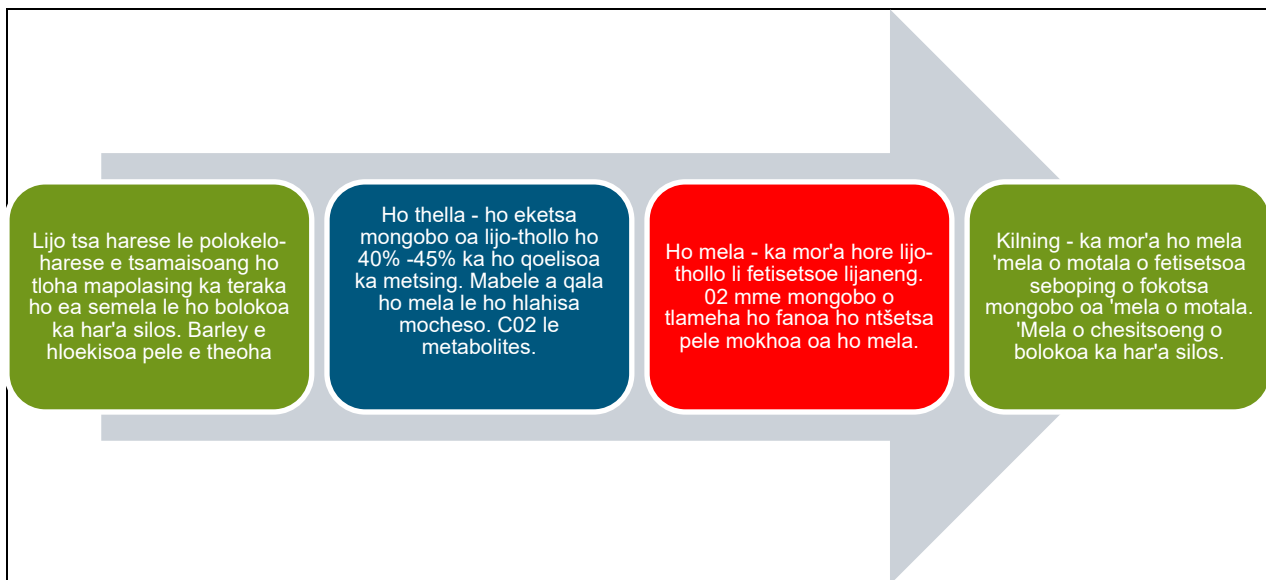 Lijo tsa harese le polokelo-
harese e tsamaisoang ho
tloha mapolasing ka teraka
ho ea semela le ho bolokoa
ka har'a silos. Barley e
hloekisoa pele e theoha
Ho thella - ho eketsa
mongobo oa lijo-thollo ho
40% -45% ka ho qoelisoa
ka metsing. Mabele a qala
ho mela le ho hlahisa
mocheso. C02 le
metabolites.
Ho mela - ka mor'a hore lijo-
thollo li fetisetsoe lijaneng.
02 mme mongobo o
tlameha ho fanoa ho ntšetsa
pele mokhoa oa ho mela.
Kilning - ka mor'a ho mela
'mela o motala o fetisetsoa
seboping o fokotsa
mongobo oa 'mela o motala.
'Mela o chesitsoeng o
bolokoa ka har'a silos.